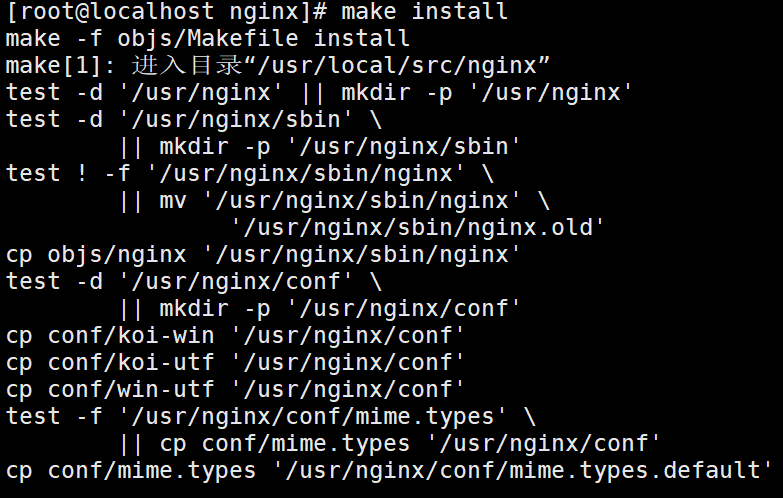 [root@localhost nginx]# make install
make -f objs/Makefile install
make[1]: 进入目录“/usr/local/src/nginx”
test -d '/usr/nginx' || mkdir -p '/usr/nginx'
test -d '/usr/nginx/sbin' \
        || mkdir -p '/usr/nginx/sbin'
test ! -f '/usr/nginx/sbin/nginx' \
        || mv '/usr/nginx/sbin/nginx' \
                '/usr/nginx/sbin/nginx.old'
cp objs/nginx '/usr/nginx/sbin/nginx'
test -d '/usr/nginx/conf' \
        || mkdir -p '/usr/nginx/conf'
cp conf/koi-win '/usr/nginx/conf'
cp conf/koi-utf '/usr/nginx/conf'
cp conf/win-utf '/usr/nginx/conf'
test -f '/usr/nginx/conf/mime.types' \
        || cp conf/mime.types '/usr/nginx/conf'
cp conf/mime.types '/usr/nginx/conf/mime.types.default'